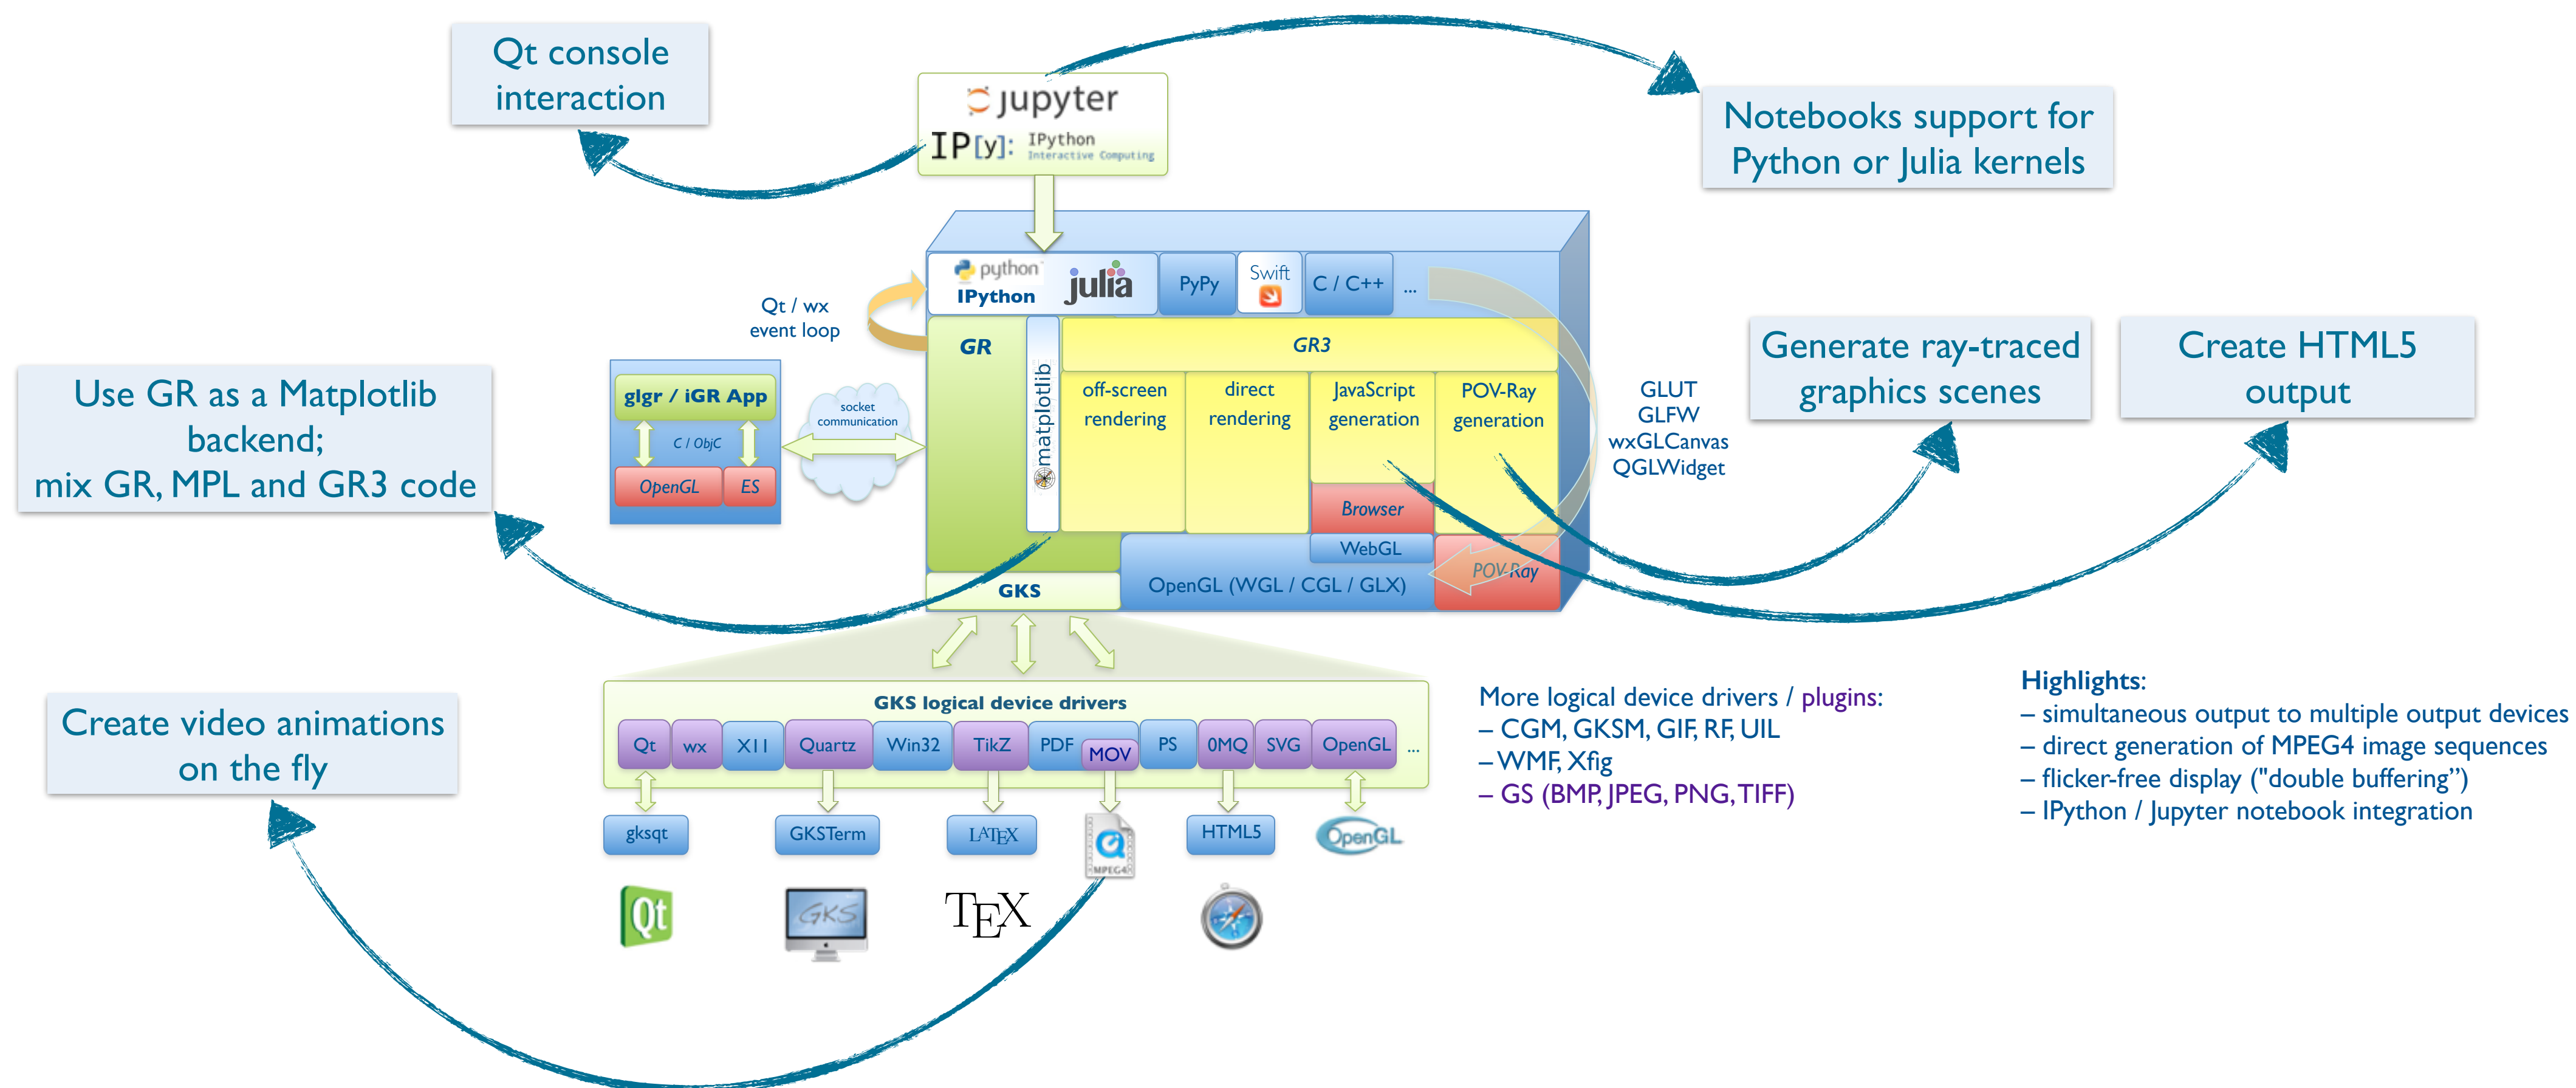 Qt console
interaction
jupyter
IP[y]: IPython
Interactive Computing
Notebooks support for
Python or Julia kernels
python
IPython
julia
PyPy
Swift
C / C++
...
Qt / wx
event loop
GR
matplotlib
GR3
off-screen
rendering
direct
rendering
JavaScript
generation
POV-Ray
generation
Browser
WebGL
OpenGL (WGL / CGL / GLX)
POV-Ray
GKS
GLUT
GLFW
wxGLCanvas
QGLWidget
Generate ray-traced
graphics scenes
Create HTML5
output
Use GR as a Matplotlib
backend;
mix GR, MPL and GR3 code
glgr / iGR App
C / ObjC
OpenGL
ES
socket
communication
Create video animations
on the fly
GKS logical device drivers
Qt
wx
X11
Quartz
Win32
TikZ
PDF
MOV
PS
0MQ
SVG
OpenGL
...
gksqt
GKSTerm
LATEX
MPEG4
HTML5
OpenGL
Qt
GKS
TEX
More logical device drivers / plugins:
– CGM, GKSM, GIF, RF, UIL
– WMF, Xfig
– GS (BMP, JPEG, PNG, TIFF)
Highlights:
– simultaneous output to multiple output devices
– direct generation of MPEG4 image sequences
– flicker-free display ("double buffering”)
– IPython / Jupyter notebook integration